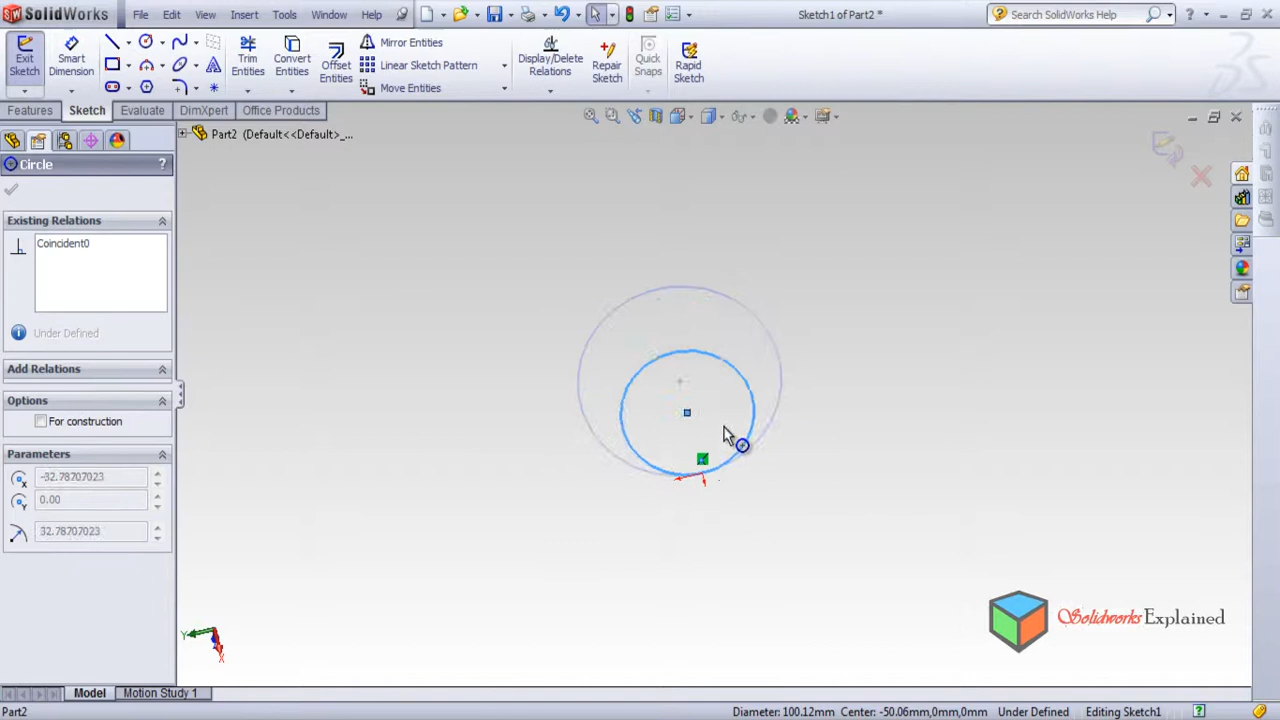 SolidWorks File Edit View Insert Tools Window Help Sketch1 of Part2 * Search SolidWorks Help
Exit Sketch
Smart Dimension
Trim Entities
Convert Entities
Offset Entities
Mirror Entities
Linear Sketch Pattern
Move Entities
Display/Delete Relations
Repair Sketch
Quick Snaps
Rapid Sketch
Features Sketch Evaluate DimXpert Office Products
Part2 (Default<<Default>_...
Circle ?
Existing Relations
Coincident0
Under Defined
Add Relations
Options
For construction
Parameters
-32.78707023
0.00
32.78707023
Y
X
Solidworks Explained
Model Motion Study 1
Part2 Diameter: 100.12mm Center: -50.06mm,0mm,0mm Under Defined Editing Sketch1